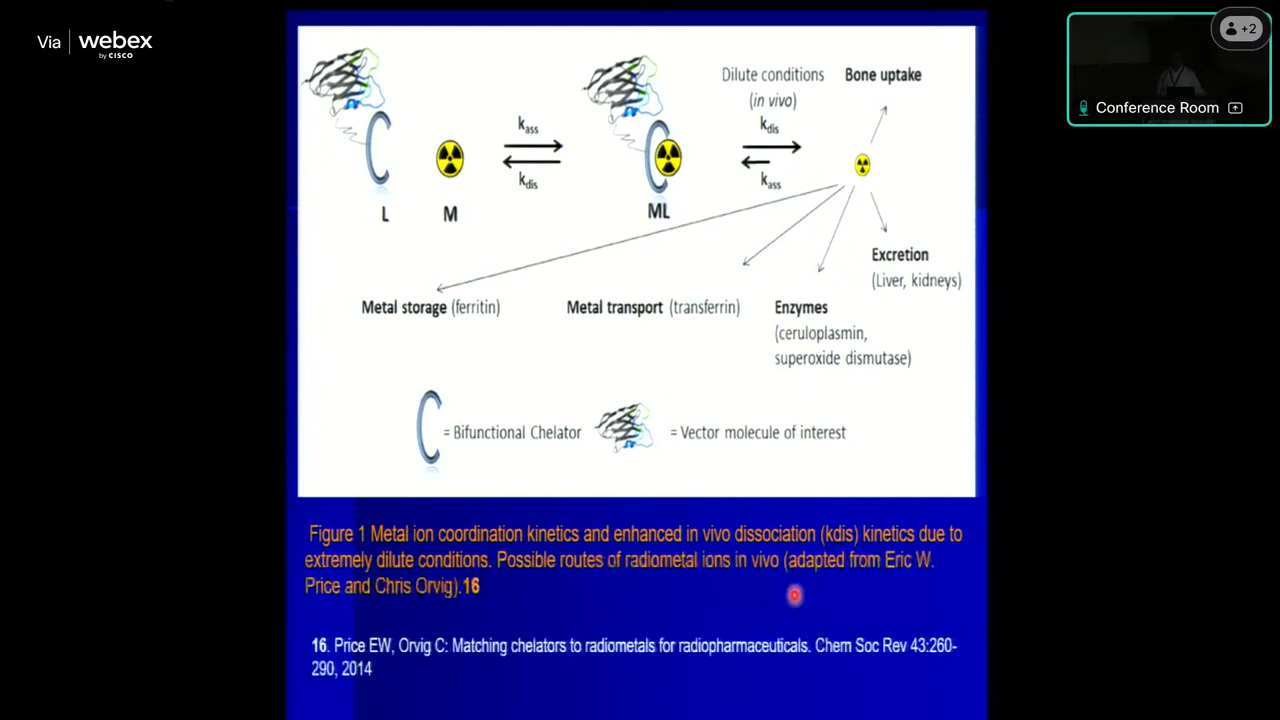 Via webex
by CISCO
+2
Conference Room
Dilute conditions
(in vivo)
Bone uptake
kass
kdis
kdis
kass
L
M
ML
Excretion
(Liver, kidneys)
Metal storage (ferritin)
Metal transport (transferrin)
Enzymes
(ceruloplasmin,
superoxide dismutase)
= Bifunctional Chelator
= Vector molecule of interest
Figure 1 Metal ion coordination kinetics and enhanced in vivo dissociation (kdis) kinetics due to
extremely dilute conditions. Possible routes of radiometal ions in vivo (adapted from Eric W.
Price and Chris Orvig).16
16. Price EW, Orvig C: Matching chelators to radiometals for radiopharmaceuticals. Chem Soc Rev 43:260-
290, 2014